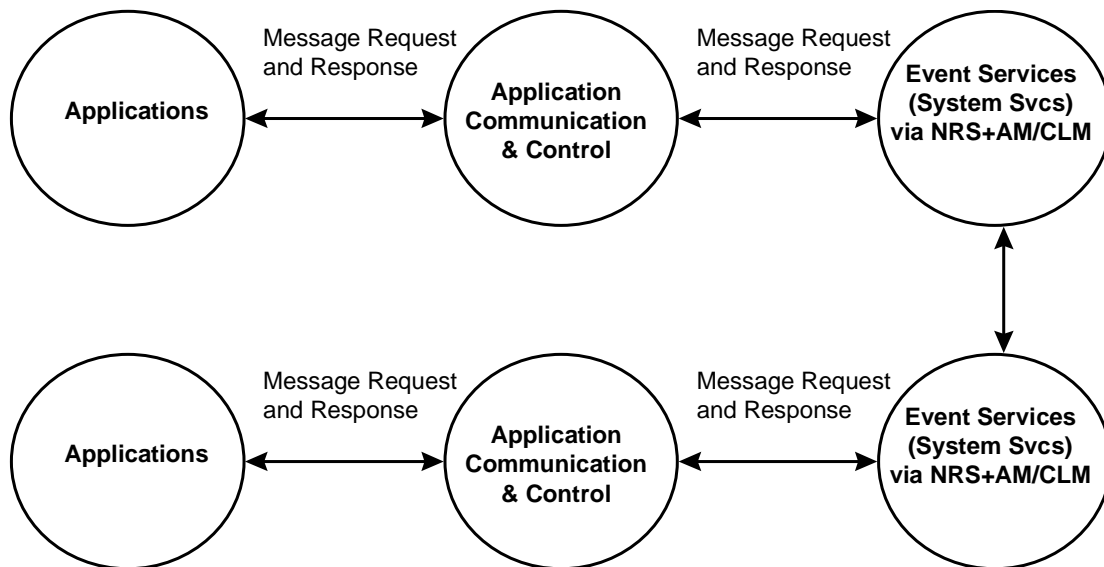 Applications
Message Request
and Response
Application
Communication
& Control
Message Request
and Response
Event Services
(System Svcs)
via NRS+AM/CLM
Applications
Message Request
and Response
Application
Communication
& Control
Message Request
and Response
Event Services
(System Svcs)
via NRS+AM/CLM